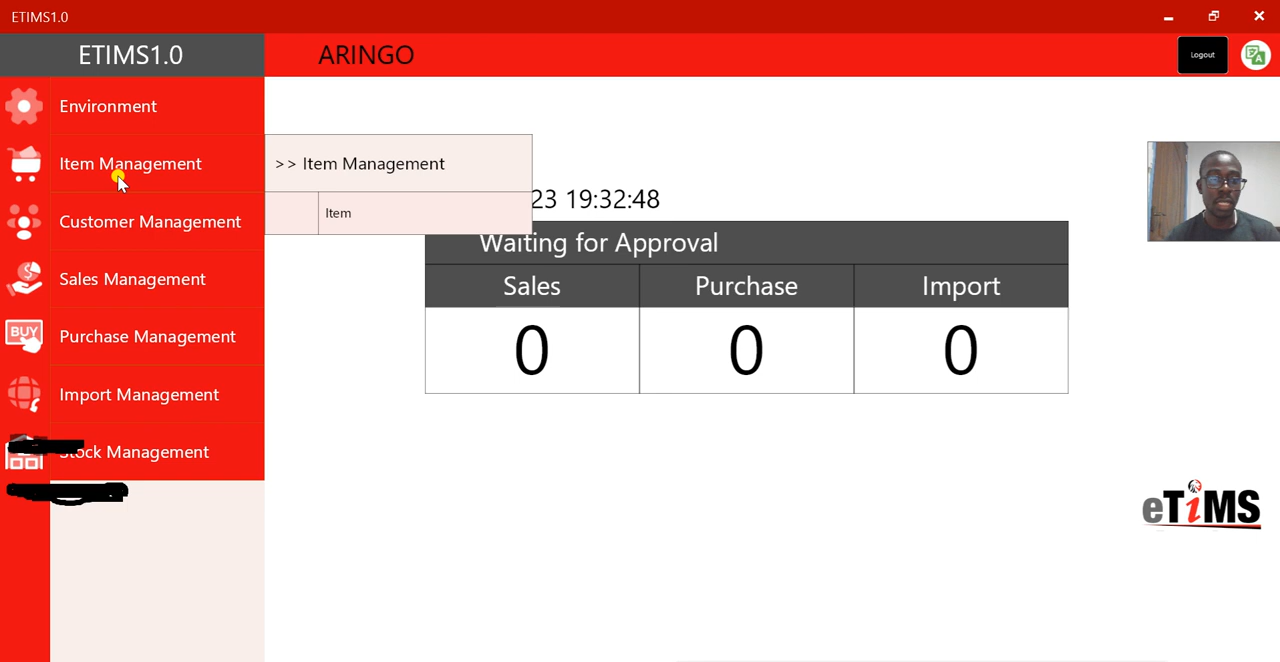 ETIMS1.0
ETIMS1.0
ARINGO
Logout
Environment
Item Management
>> Item Management
Item
23 19:32:48
Customer Management
Waiting for Approval
Sales Purchase Import
0 0 0
Sales Management
BUY
Purchase Management
Import Management
Stock Management
eTiMS